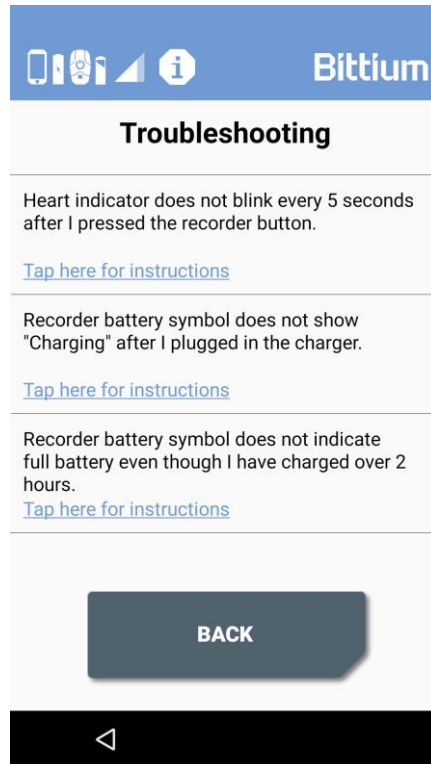 Bittium
Troubleshooting
Heart indicator does not blink every 5 seconds
after I pressed the recorder button.
Tap here for instructions
Recorder battery symbol does not show
"Charging" after I plugged in the charger.
Tap here for instructions
Recorder battery symbol does not indicate
full battery even though I have charged over 2
hours.
Tap here for instructions
BACK